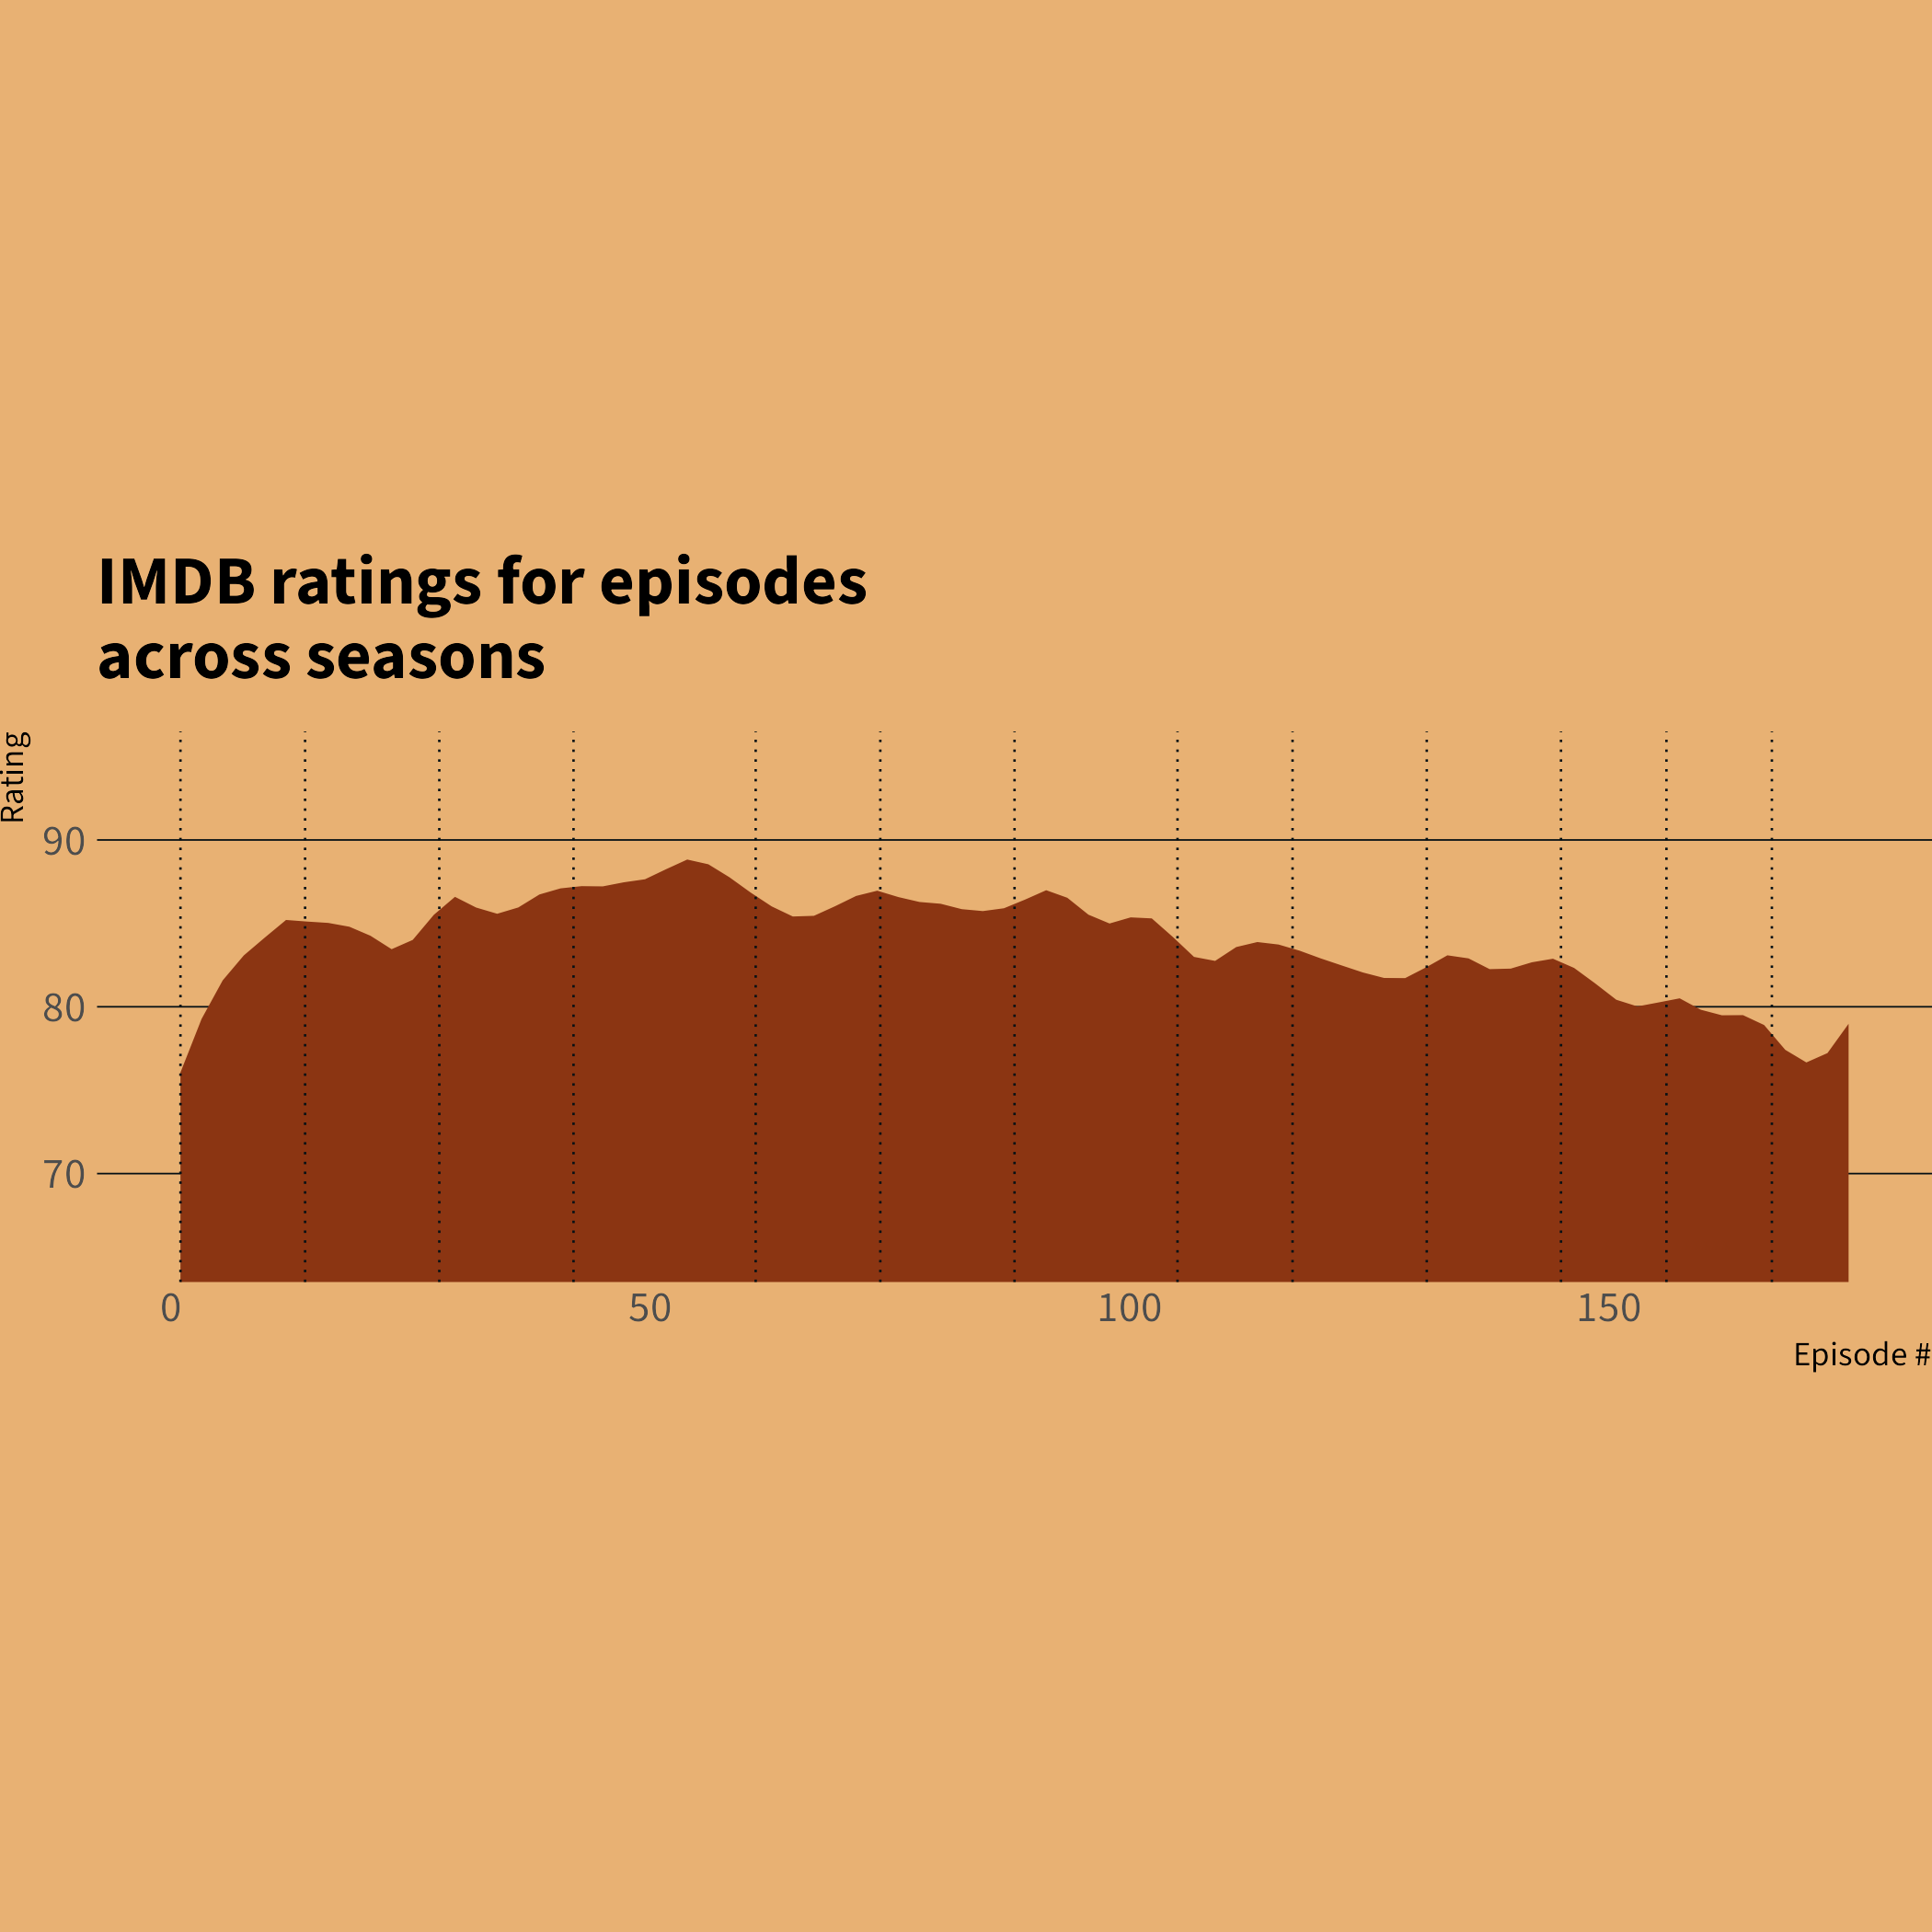 IMDB ratings for episodes
across seasons
Rating
90
80
70
0 50 100 150
Episode #